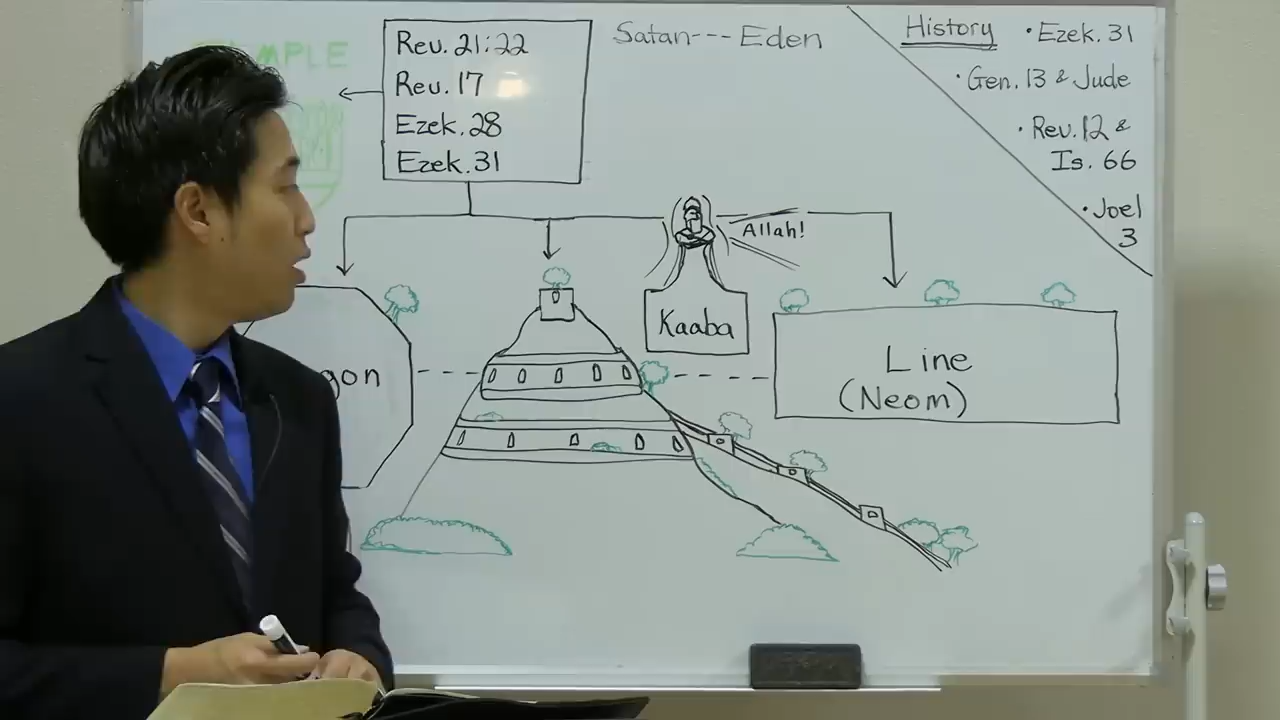 Rev. 21:22
Rev. 17
Ezek. 28
Ezek. 31
Satan---Eden
History
·Ezek. 31
·Gen. 13 & Jude
·Rev. 12 &
Is. 66
·Joel
3
Allah!
Kaaba
gon
Line
(Neom)